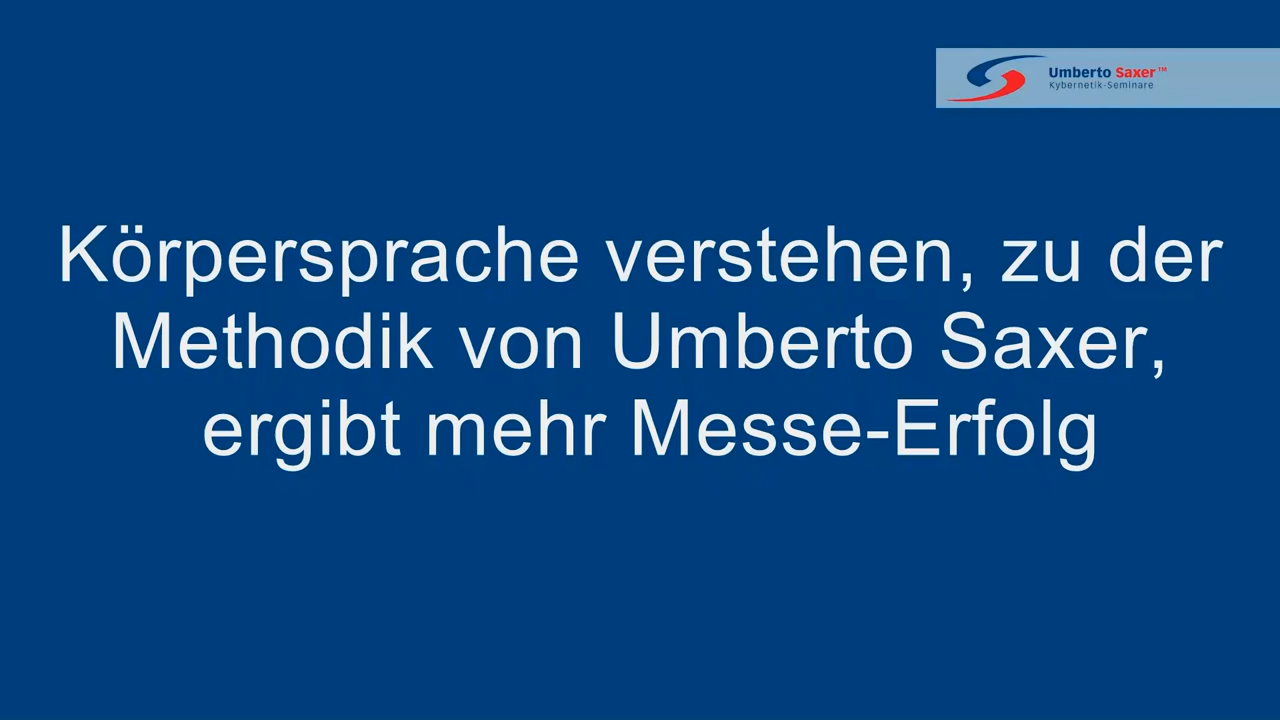 Umberto Saxer™
Kybernetik-Seminare
Körpersprache verstehen, zu der
Methodik von Umberto Saxer,
ergibt mehr Messe-Erfolg